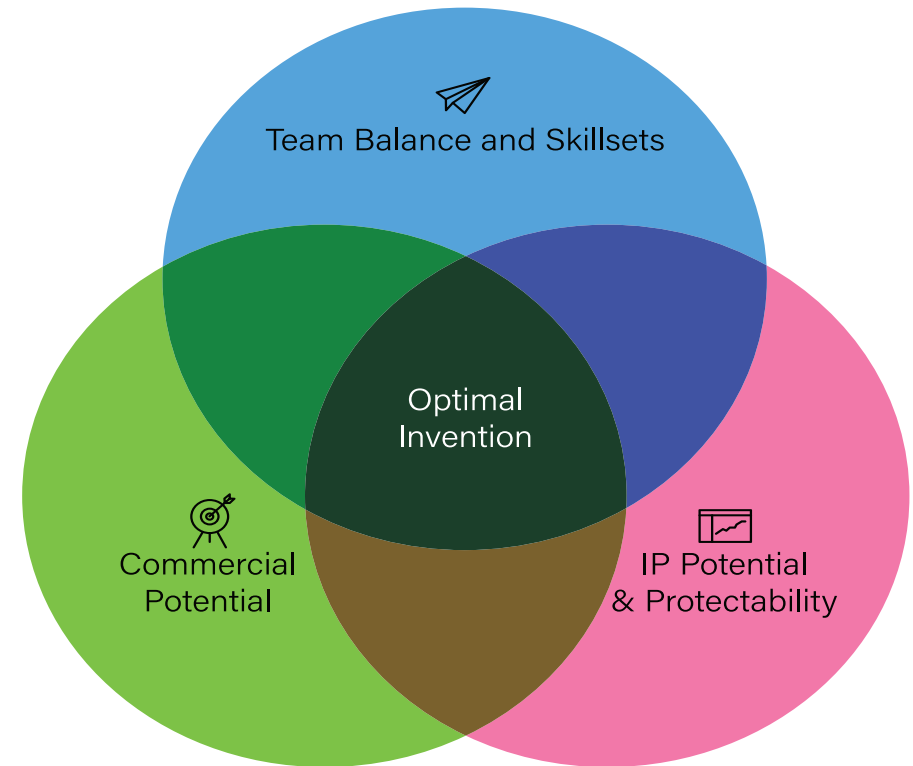 Team Balance and Skillsets
Optimal
Invention
Commercial
Potential
IP Potential
& Protectability